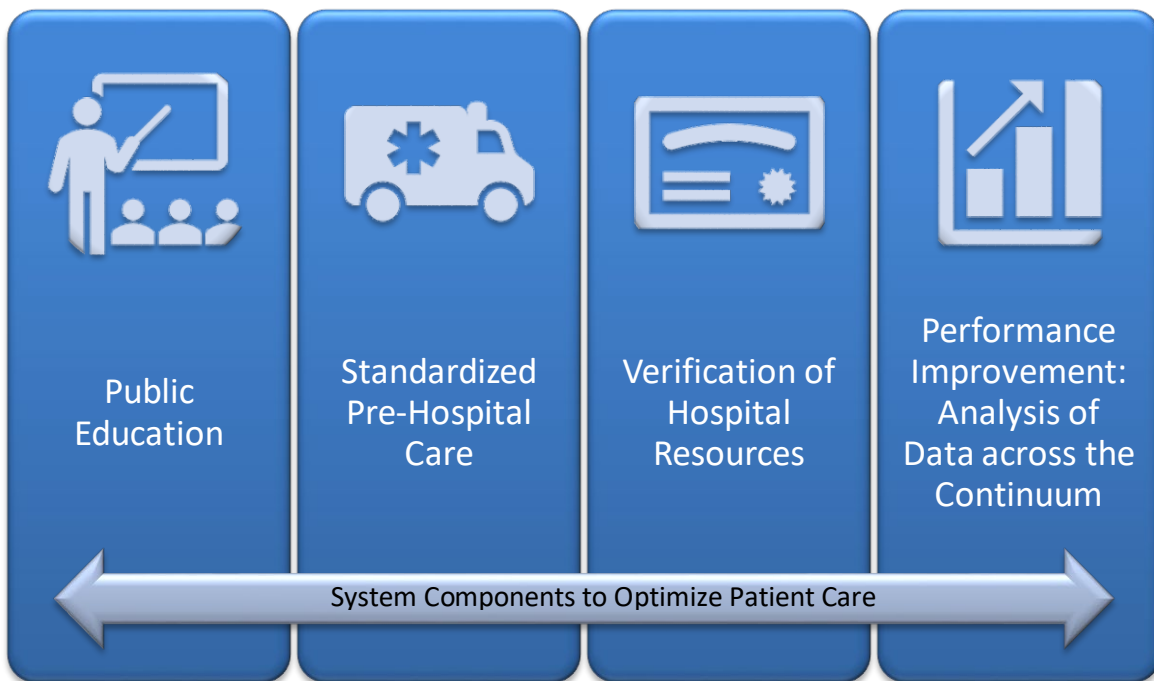 Public
Education
Standardized
Pre-Hospital
Care
Verification of
Hospital
Resources
Performance
Improvement:
Analysis of
Data across the
Continuum
System Components to Optimize Patient Care